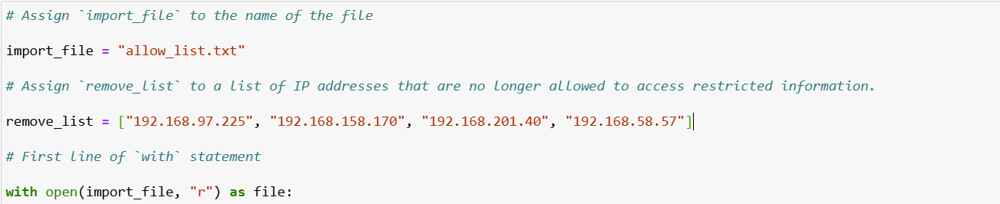 # Assign `import_file` to the name of the file
import_file = "allow_list.txt"
# Assign `remove_list` to a list of IP addresses that are no longer allowed to access restricted information.
remove_list = ["192.168.97.225", "192.168.158.170", "192.168.201.40", "192.168.58.57"]
# First line of `with` statement
with open(import_file, "r") as file: